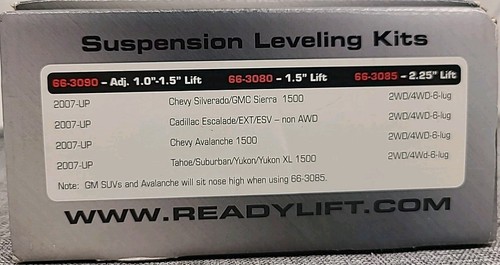 Suspension Leveling Kits
66-3090 – Adj. 1.0"-1.5" Lift 66-3080 – 1.5" Lift 66-3085 – 2.25" Lift
2007-UP Chevy Silverado/GMC Sierra 1500 2WD/4WD-6-lug
2007-UP Cadillac Escalade/EXT/ESV – non AWD
2007-UP Chevy Avalanche 1500 2WD/4WD-6-lug
2007-UP Tahoe/Suburban/Yukon/Yukon XL 1500 2WD/4Wd-6-lug
Note: GM SUVs and Avalanche will sit nose high when using 66-3085.
WWW.READYLIFT.COM